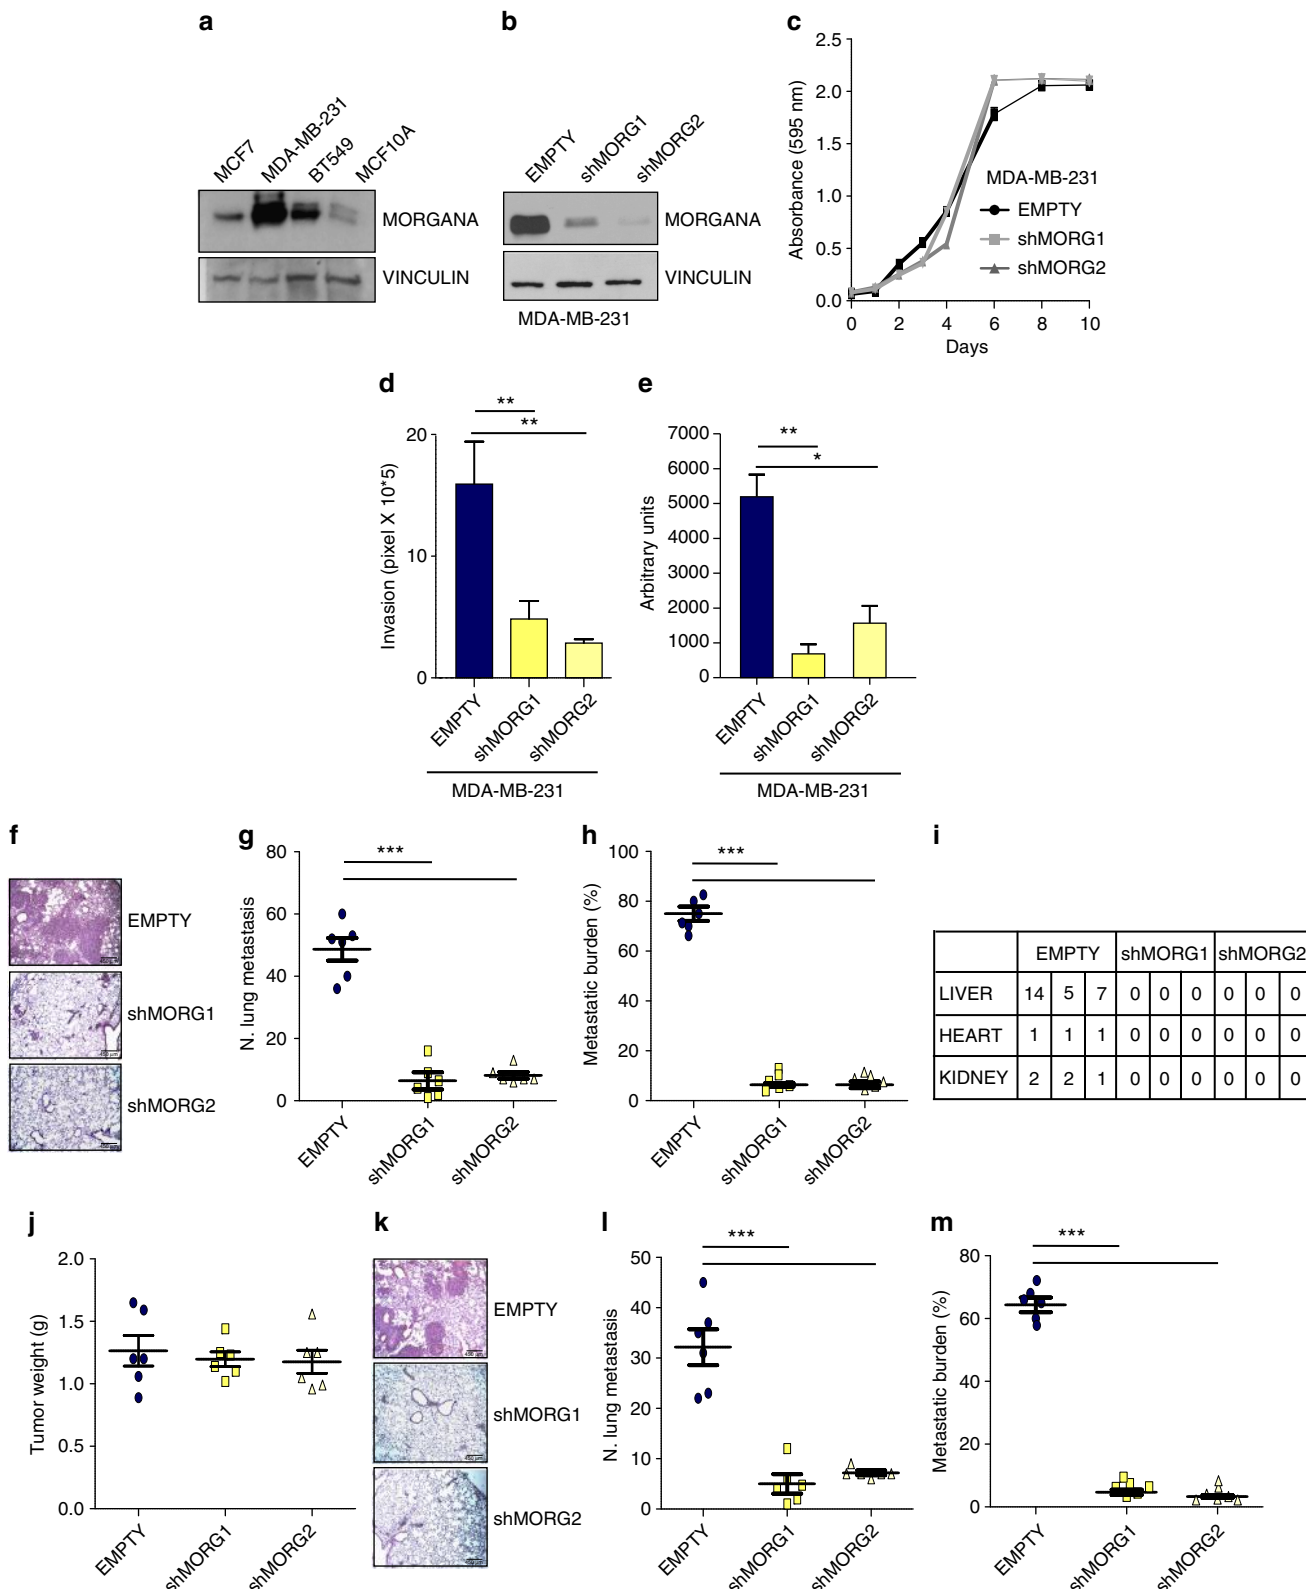 a
MCF7
MDA-MB-231
BT549
MCF10A
MORGANA
VINCULIN
b
EMPTY
shMORG1
shMORG2
MORGANA
VINCULIN
MDA-MB-231
c
2.5
2.0
1.5
1.0
0.5
0.0
Absorbance (595 nm)
0 2 4 6 8 10
Days
MDA-MB-231
EMPTY
shMORG1
shMORG2
d
**
**
20
10
0
Invasion (pixel X 10*5)
EMPTY
shMORG1
shMORG2
MDA-MB-231
e
**
*
7000
6000
5000
4000
3000
2000
1000
0
Arbitrary units
EMPTY
shMORG1
shMORG2
MDA-MB-231
f
EMPTY
shMORG1
shMORG2
g
***
80
60
40
20
0
N. lung metastasis
EMPTY
shMORG1
shMORG2
h
***
100
80
60
40
20
0
Metastatic burden (%)
EMPTY
shMORG1
shMORG2
i
EMPTY shMORG1 shMORG2
LIVER 14 5 7 0 0 0 0 0 0
HEART 1 1 1 0 0 0 0 0 0
KIDNEY 2 2 1 0 0 0 0 0 0
j
2.0
1.5
1.0
0.5
0.0
Tumor weight (g)
EMPTY
shMORG1
shMORG2
k
EMPTY
shMORG1
shMORG2
l
***
50
40
30
20
10
0
N. lung metastasis
EMPTY
shMORG1
shMORG2
m
***
80
60
40
20
0
Metastatic burden (%)
EMPTY
shMORG1
shMORG2